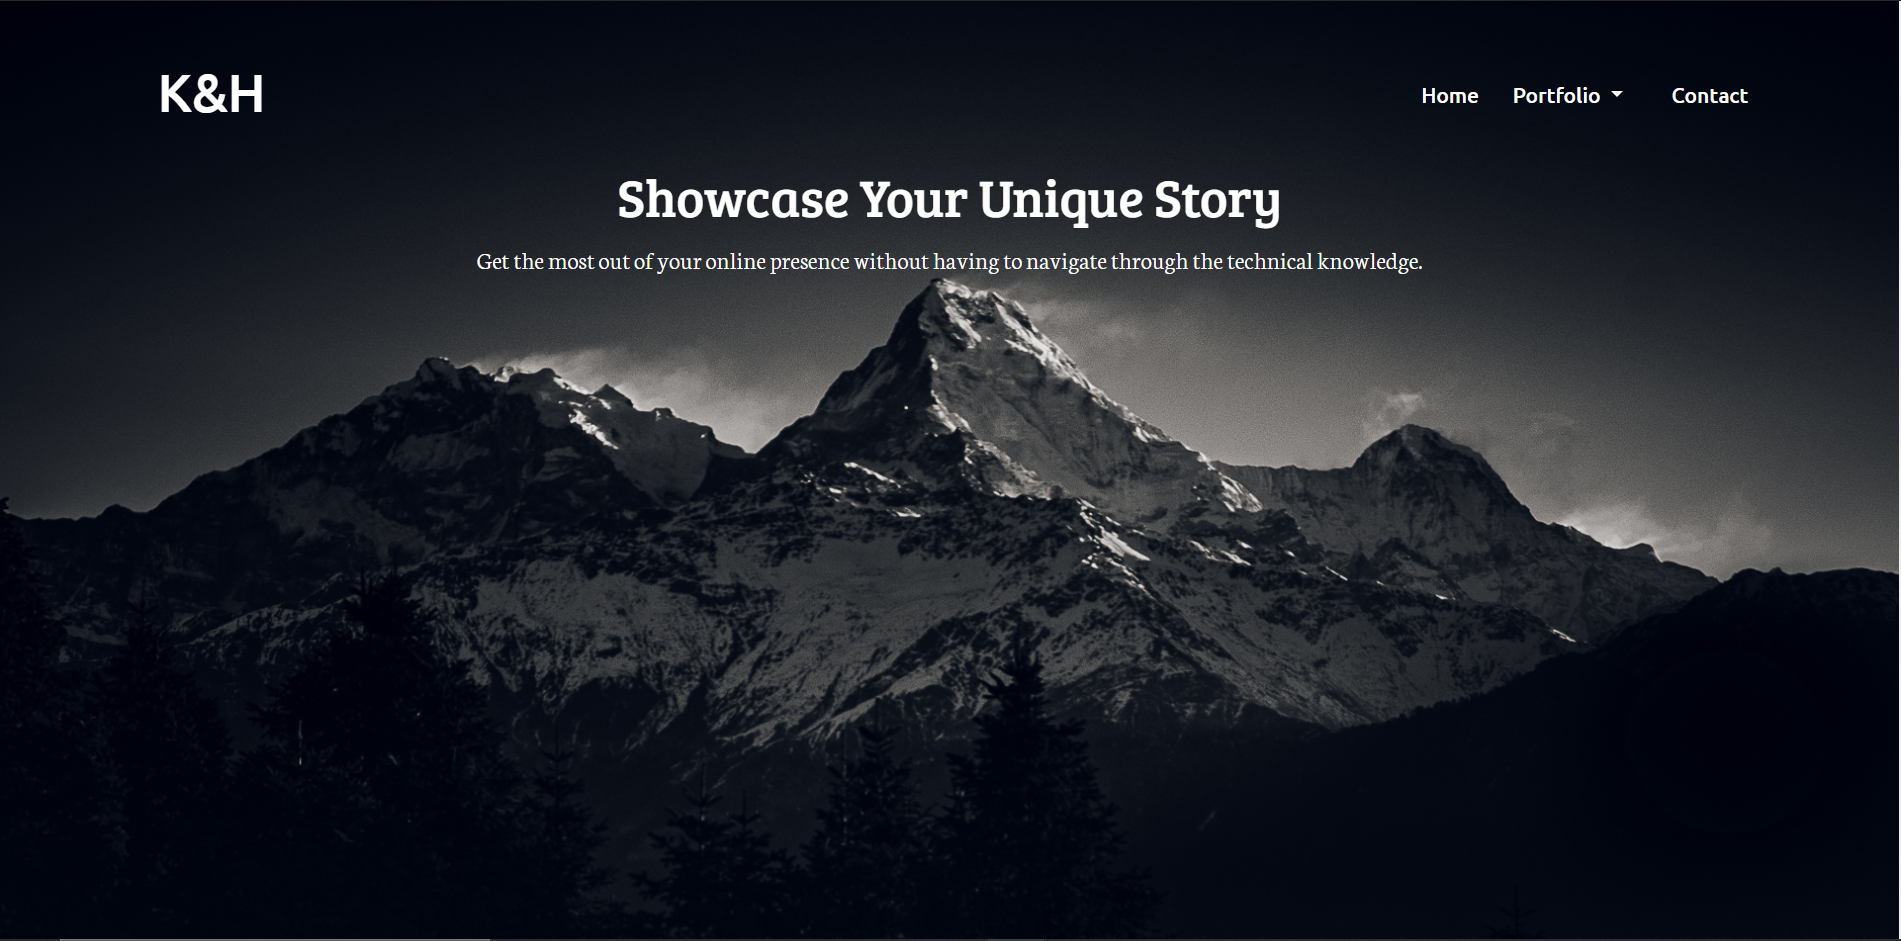 K&H
Home Portfolio Contact
Showcase Your Unique Story
Get the most out of your online presence without having to navigate through the technical knowledge.